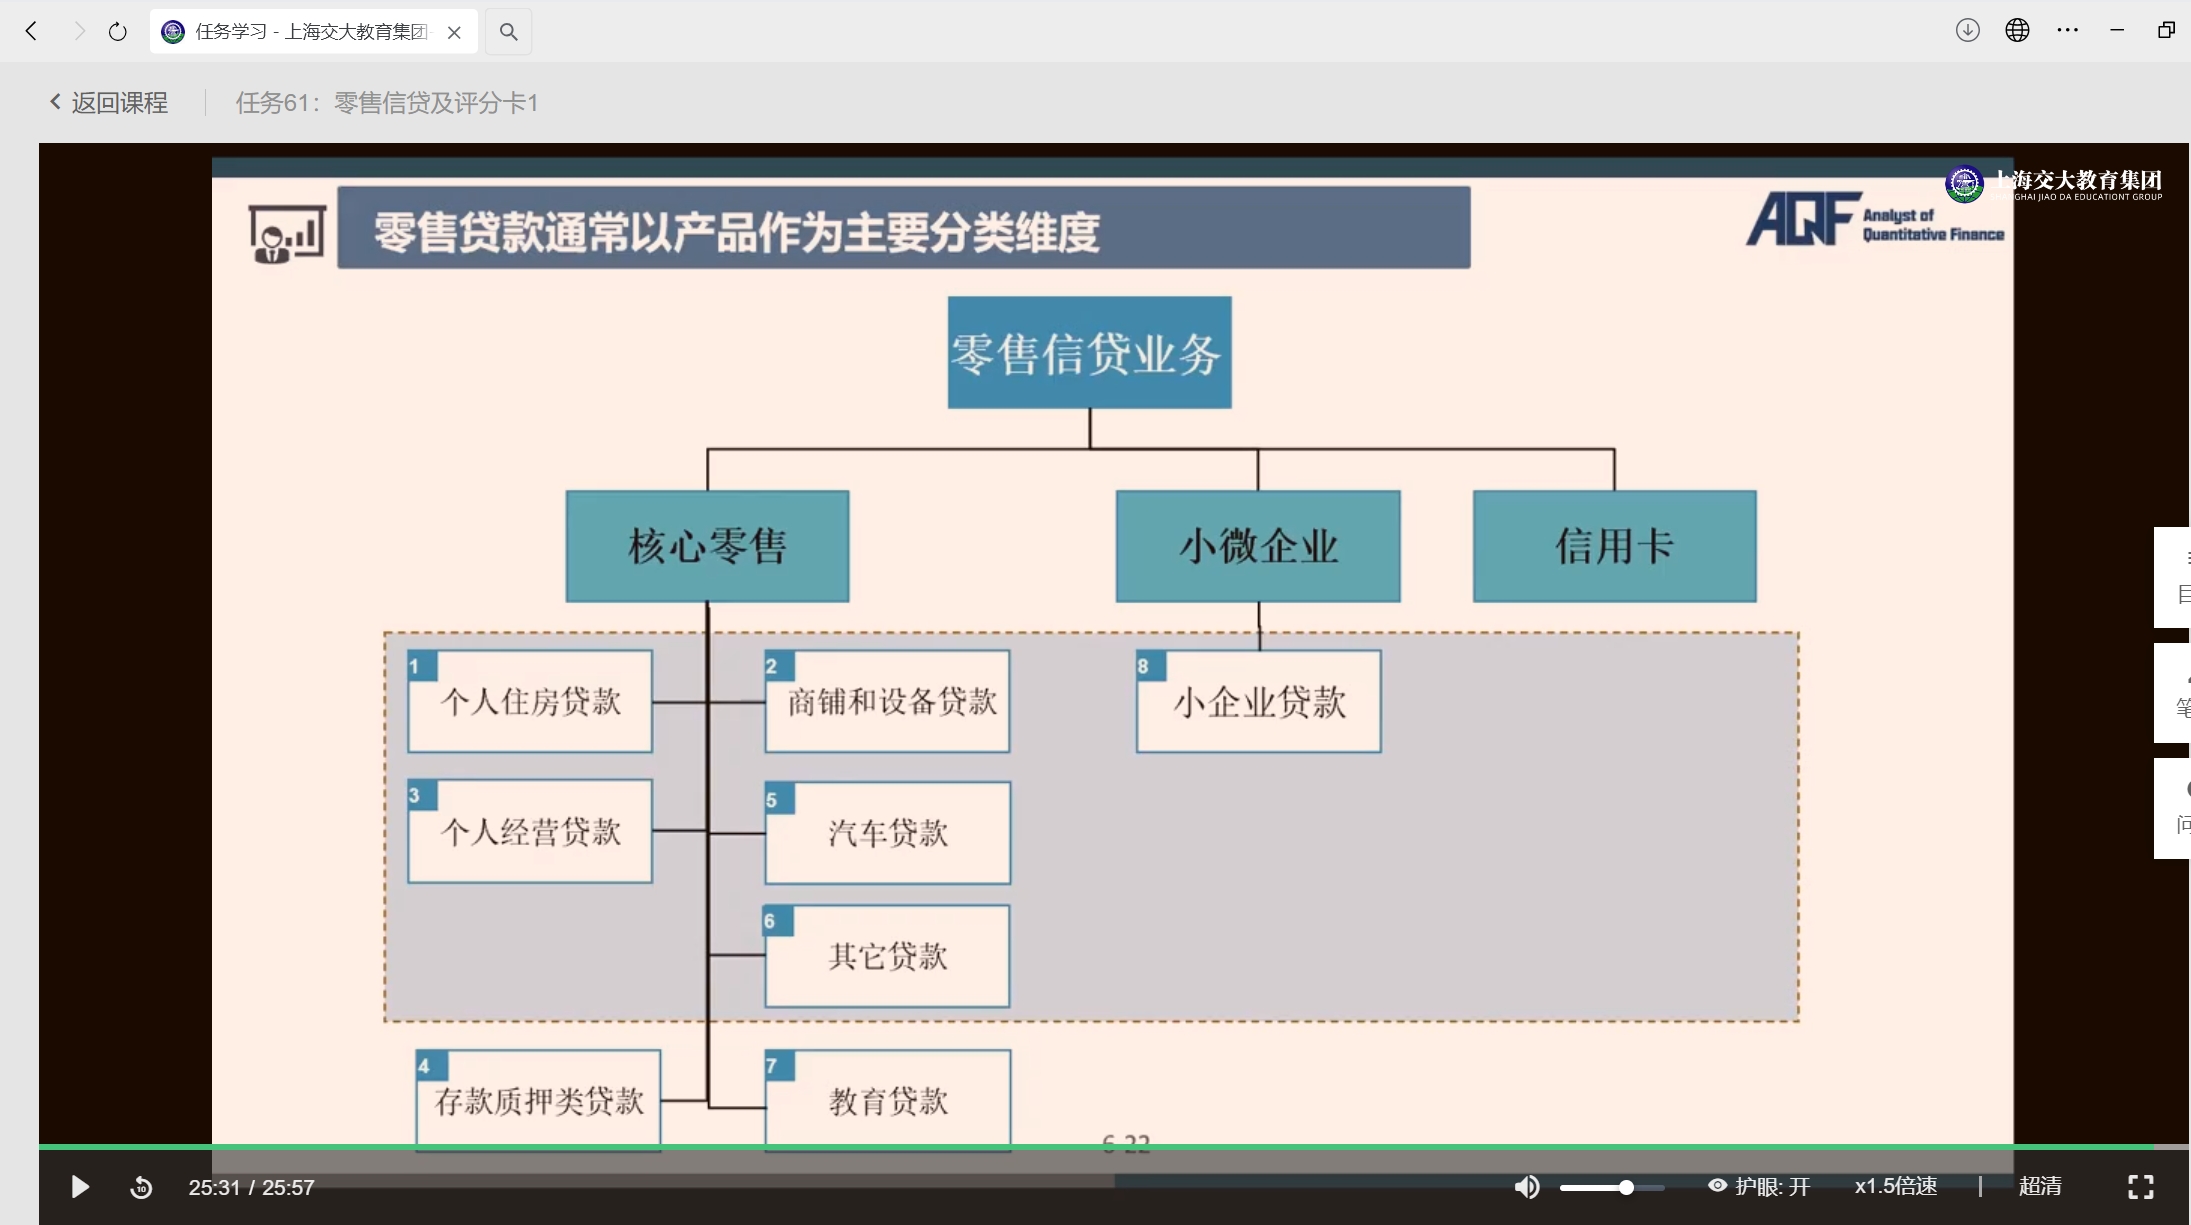 任务学习 - 上海交大教育集团
返回课程
任务61：零售信贷及评分卡1
零售贷款通常以产品作为主要分类维度
上海交大教育集团
SHANGHAI JIAO DA EDUCATIONT GROUP
AQF
Analyst of
Quantitative Finance
零售信贷业务
核心零售
小微企业
信用卡
1
个人住房贷款
2
商铺和设备贷款
8
小企业贷款
3
个人经营贷款
5
汽车贷款
6
其它贷款
4
存款质押类贷款
7
教育贷款
6-22
目
笔
问
10
25:31 / 25:57
护眼: 开
x1.5倍速
超清